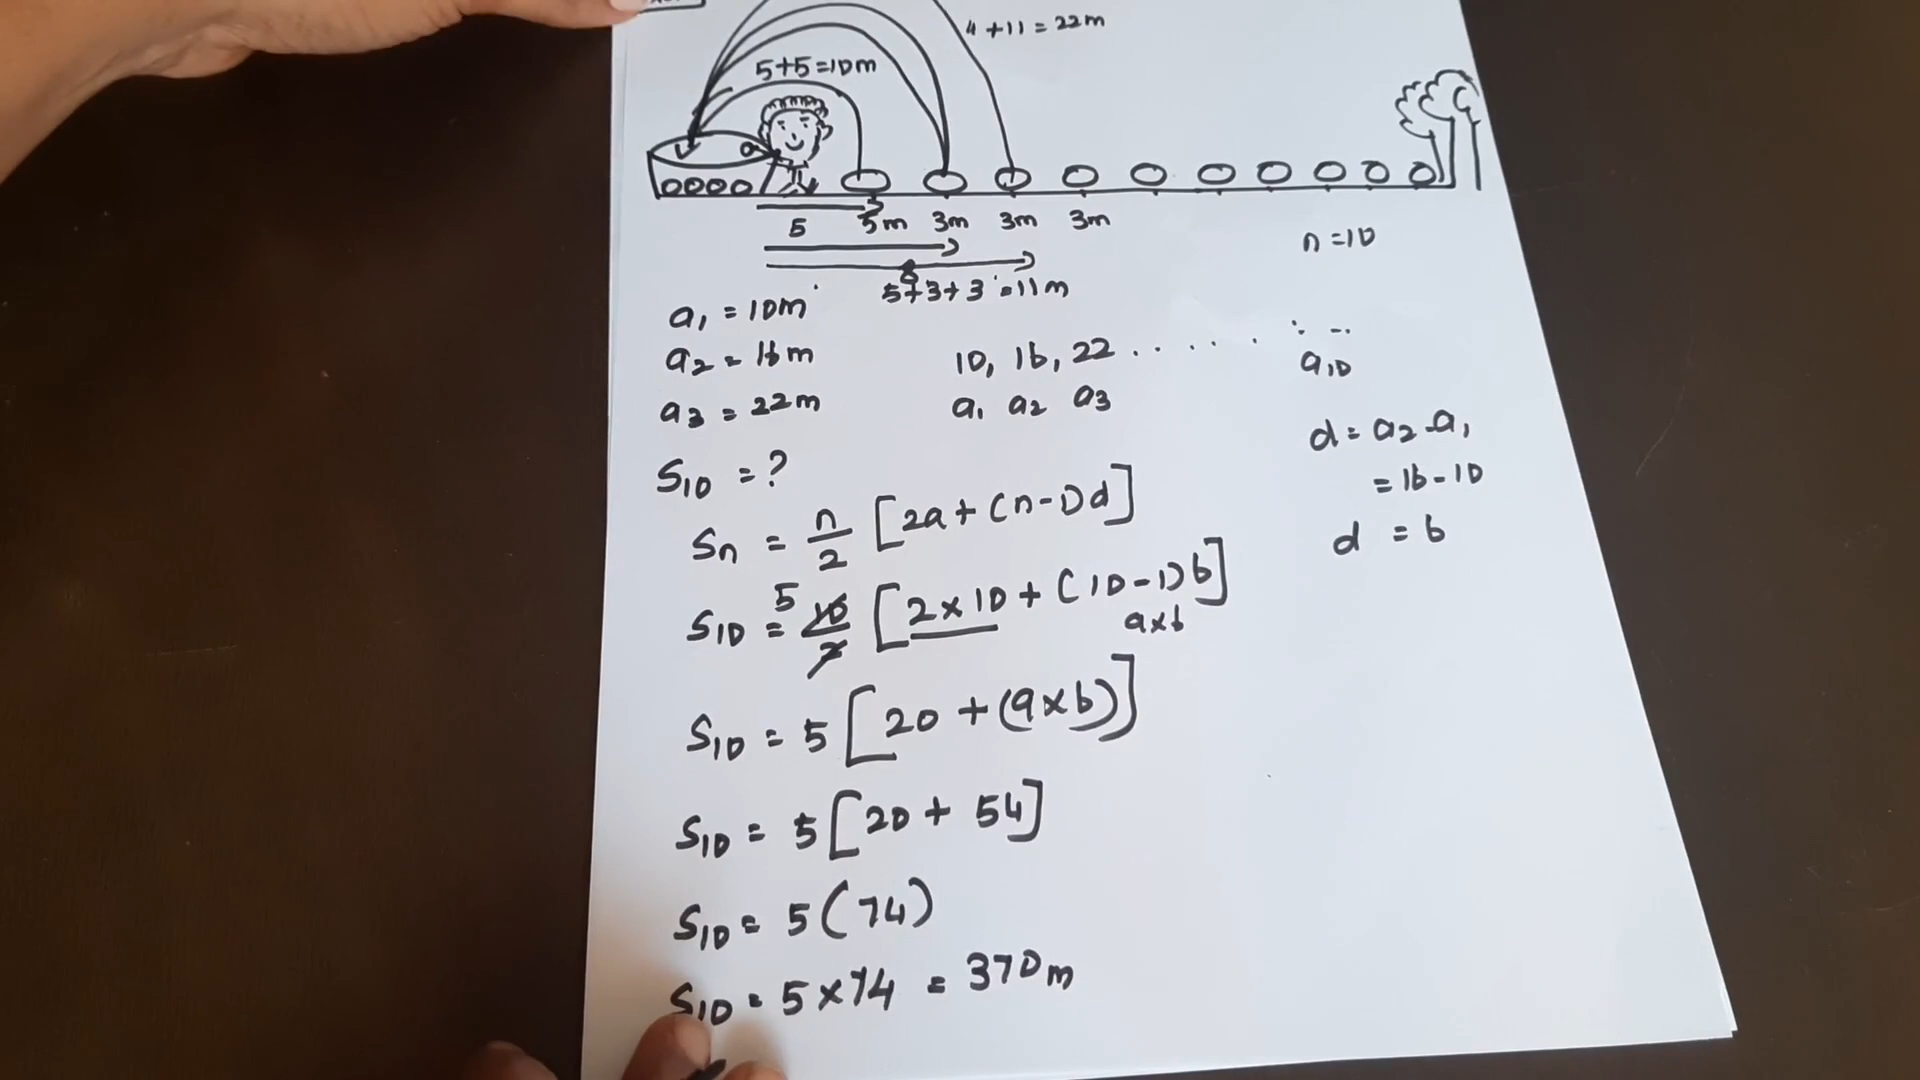 4+11=22m
5+5=10m
5 5m 3m 3m 3m
n=10
5+3+3=11m
a1 = 10m
a2 = 16m
a3 = 22m
10, 16, 22 ........
a1 a2 a3 a10
d = a2 - a1
= 16-10
d = 6
S10 = ?
Sn = n/2 [2a+(n-1)d]
S10 = 5 10/2 [2×10+(10-1)6]
9×6
S10 = 5[20+(9×6)]
S10 = 5[20+54]
S10 = 5(74)
S10 = 5×74 = 370m